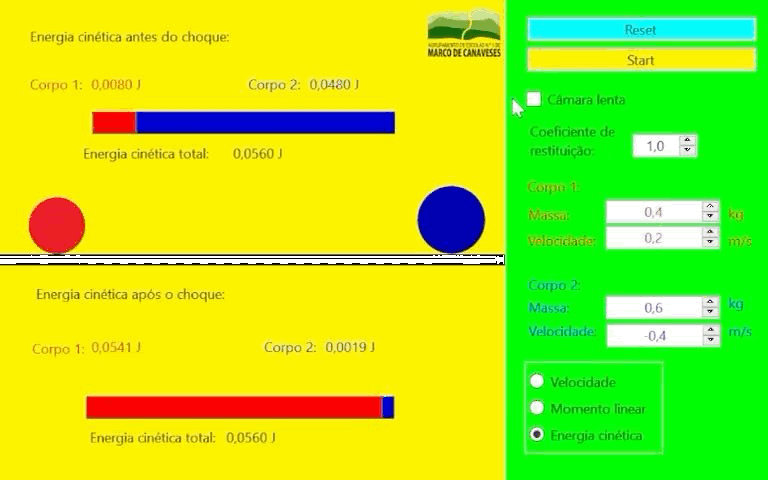 Energia cinética antes do choque:
AGRUPAMENTO DE ESCOLAS Nº 1 DE
MARCO DE CANAVESES
Corpo 1: 0,0080 J
Corpo 2: 0,0480 J
Energia cinética total: 0,0560 J
Energia cinética após o choque:
Corpo 1: 0,0541 J
Corpo 2: 0,0019 J
Energia cinética total: 0,0560 J
Reset
Start
Câmara lenta
Coeficiente de
restituição: 1,0
Corpo 1:
Massa: 0,4 kg
Velocidade: 0,2 m/s
Corpo 2:
Massa: 0,6 kg
Velocidade: -0,4 m/s
Velocidade
Momento linear
Energia cinética